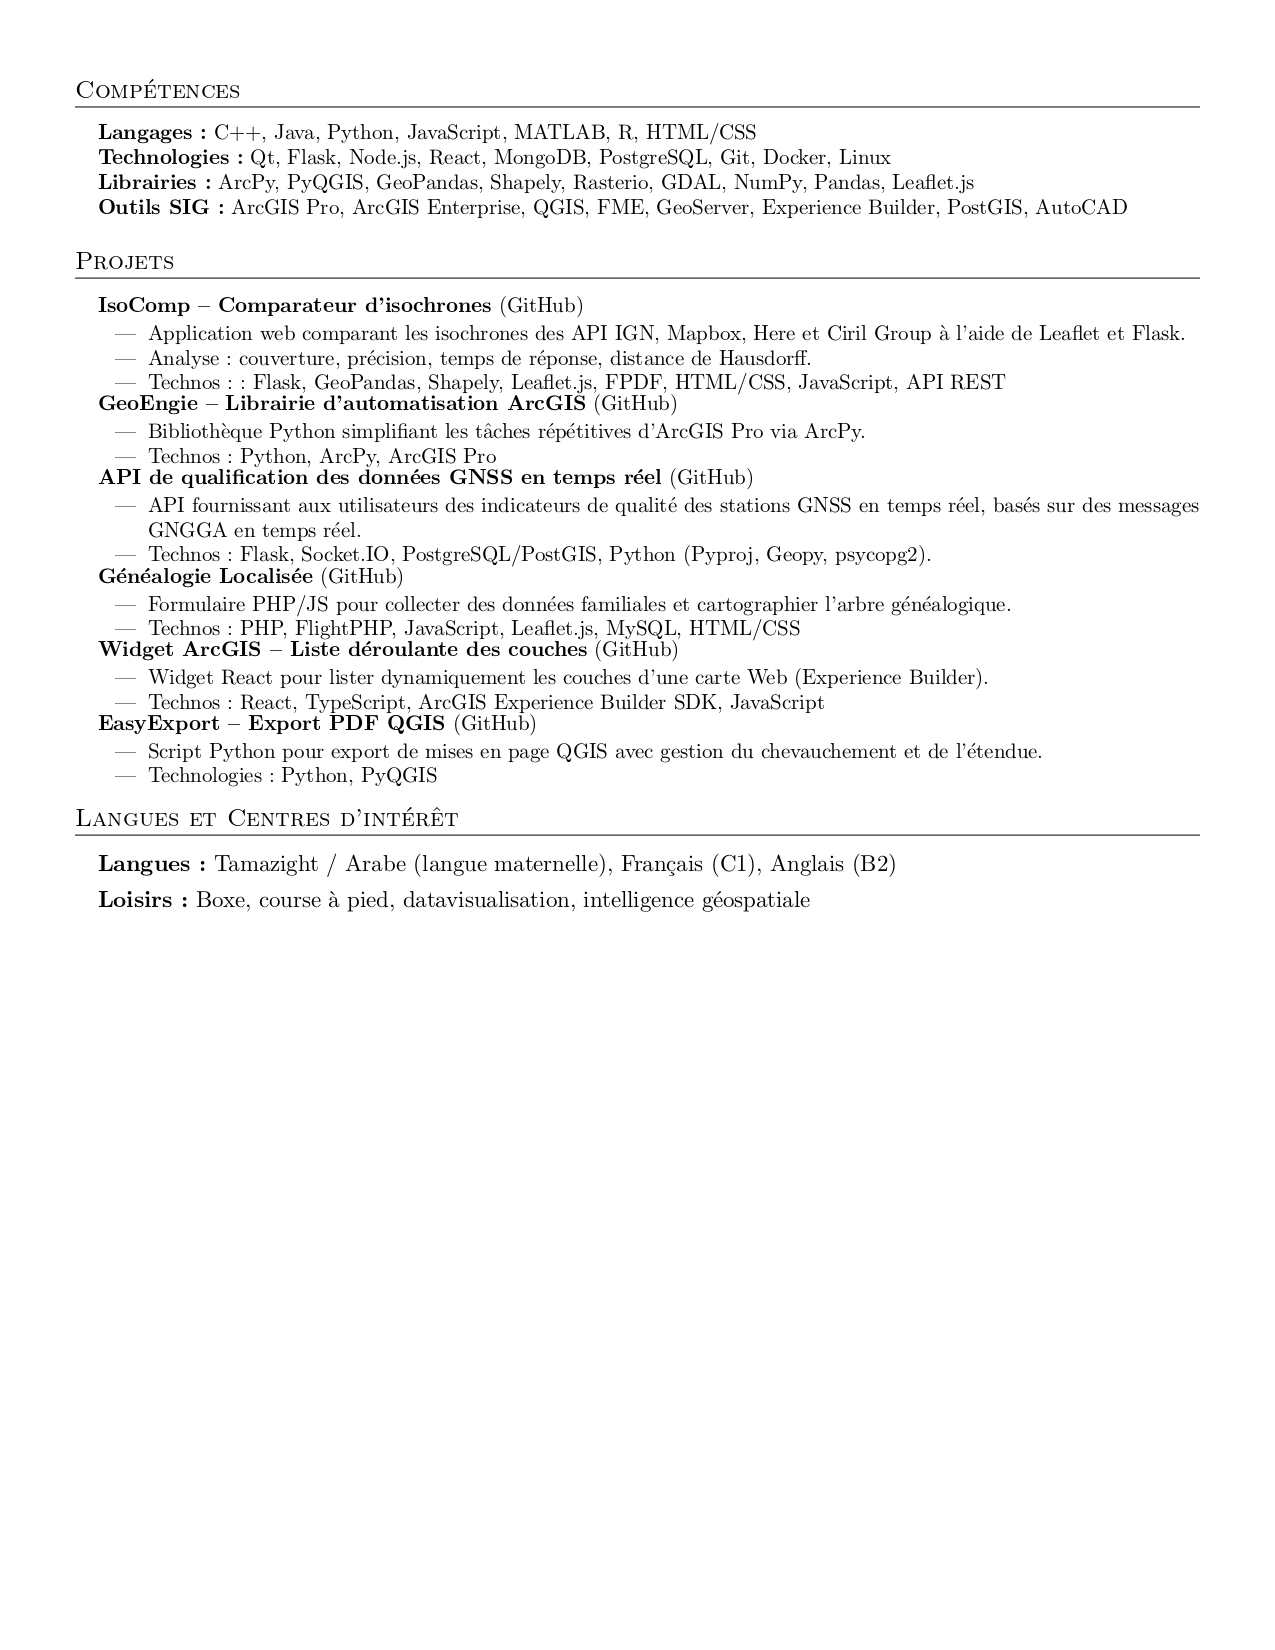 Compétences
Langages : C++, Java, Python, JavaScript, MATLAB, R, HTML/CSS
Technologies : Qt, Flask, Node.js, React, MongoDB, PostgreSQL, Git, Docker, Linux
Librairies : ArcPy, PyQGIS, GeoPandas, Shapely, Rasterio, GDAL, NumPy, Pandas, Leaflet.js
Outils SIG : ArcGIS Pro, ArcGIS Enterprise, QGIS, FME, GeoServer, Experience Builder, PostGIS, AutoCAD
Projets
IsoComp – Comparateur d'isochrones (GitHub)
— Application web comparant les isochrones des API IGN, Mapbox, Here et Ciril Group à l'aide de Leaflet et Flask.
— Analyse : couverture, précision, temps de réponse, distance de Hausdorff.
— Technos : : Flask, GeoPandas, Shapely, Leaflet.js, FPDF, HTML/CSS, JavaScript, API REST
GeoEngie – Librairie d'automatisation ArcGIS (GitHub)
— Bibliothèque Python simplifiant les tâches répétitives d'ArcGIS Pro via ArcPy.
— Technos : Python, ArcPy, ArcGIS Pro
API de qualification des données GNSS en temps réel (GitHub)
— API fournissant aux utilisateurs des indicateurs de qualité des stations GNSS en temps réel, basés sur des messages
GNGGA en temps réel.
— Technos : Flask, Socket.IO, PostgreSQL/PostGIS, Python (Pyproj, Geopy, psycopg2).
Généalogie Localisée (GitHub)
— Formulaire PHP/JS pour collecter des données familiales et cartographier l'arbre généalogique.
— Technos : PHP, FlightPHP, JavaScript, Leaflet.js, MySQL, HTML/CSS
Widget ArcGIS – Liste déroulante des couches (GitHub)
— Widget React pour lister dynamiquement les couches d'une carte Web (Experience Builder).
— Technos : React, TypeScript, ArcGIS Experience Builder SDK, JavaScript
EasyExport – Export PDF QGIS (GitHub)
— Script Python pour export de mises en page QGIS avec gestion du chevauchement et de l'étendue.
— Technologies : Python, PyQGIS
Langues et Centres d'intérêt
Langues : Tamazight / Arabe (langue maternelle), Français (C1), Anglais (B2)
Loisirs : Boxe, course à pied, datavisualisation, intelligence géospatiale